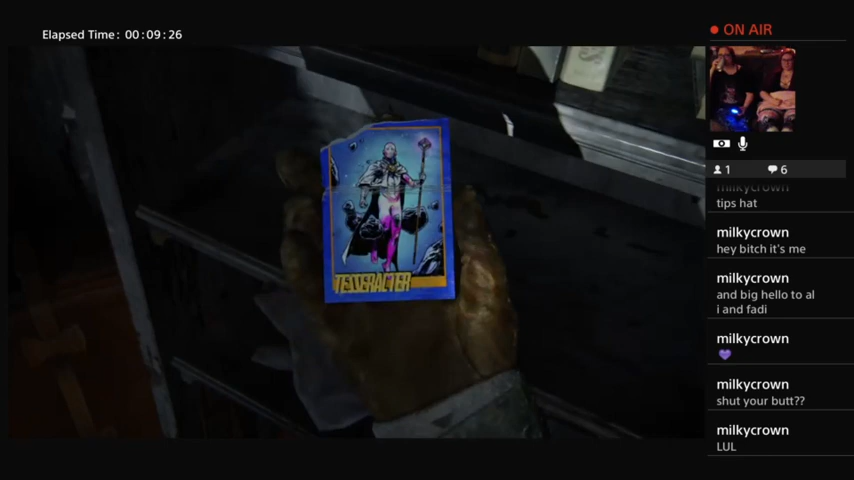 Elapsed Time: 00:09:26
ON AIR
1
6
milkycrown
tips hat
milkycrown
hey bitch it's me
milkycrown
and big hello to al
i and fadi
milkycrown
milkycrown
shut your butt??
milkycrown
LUL
TESSERACTER